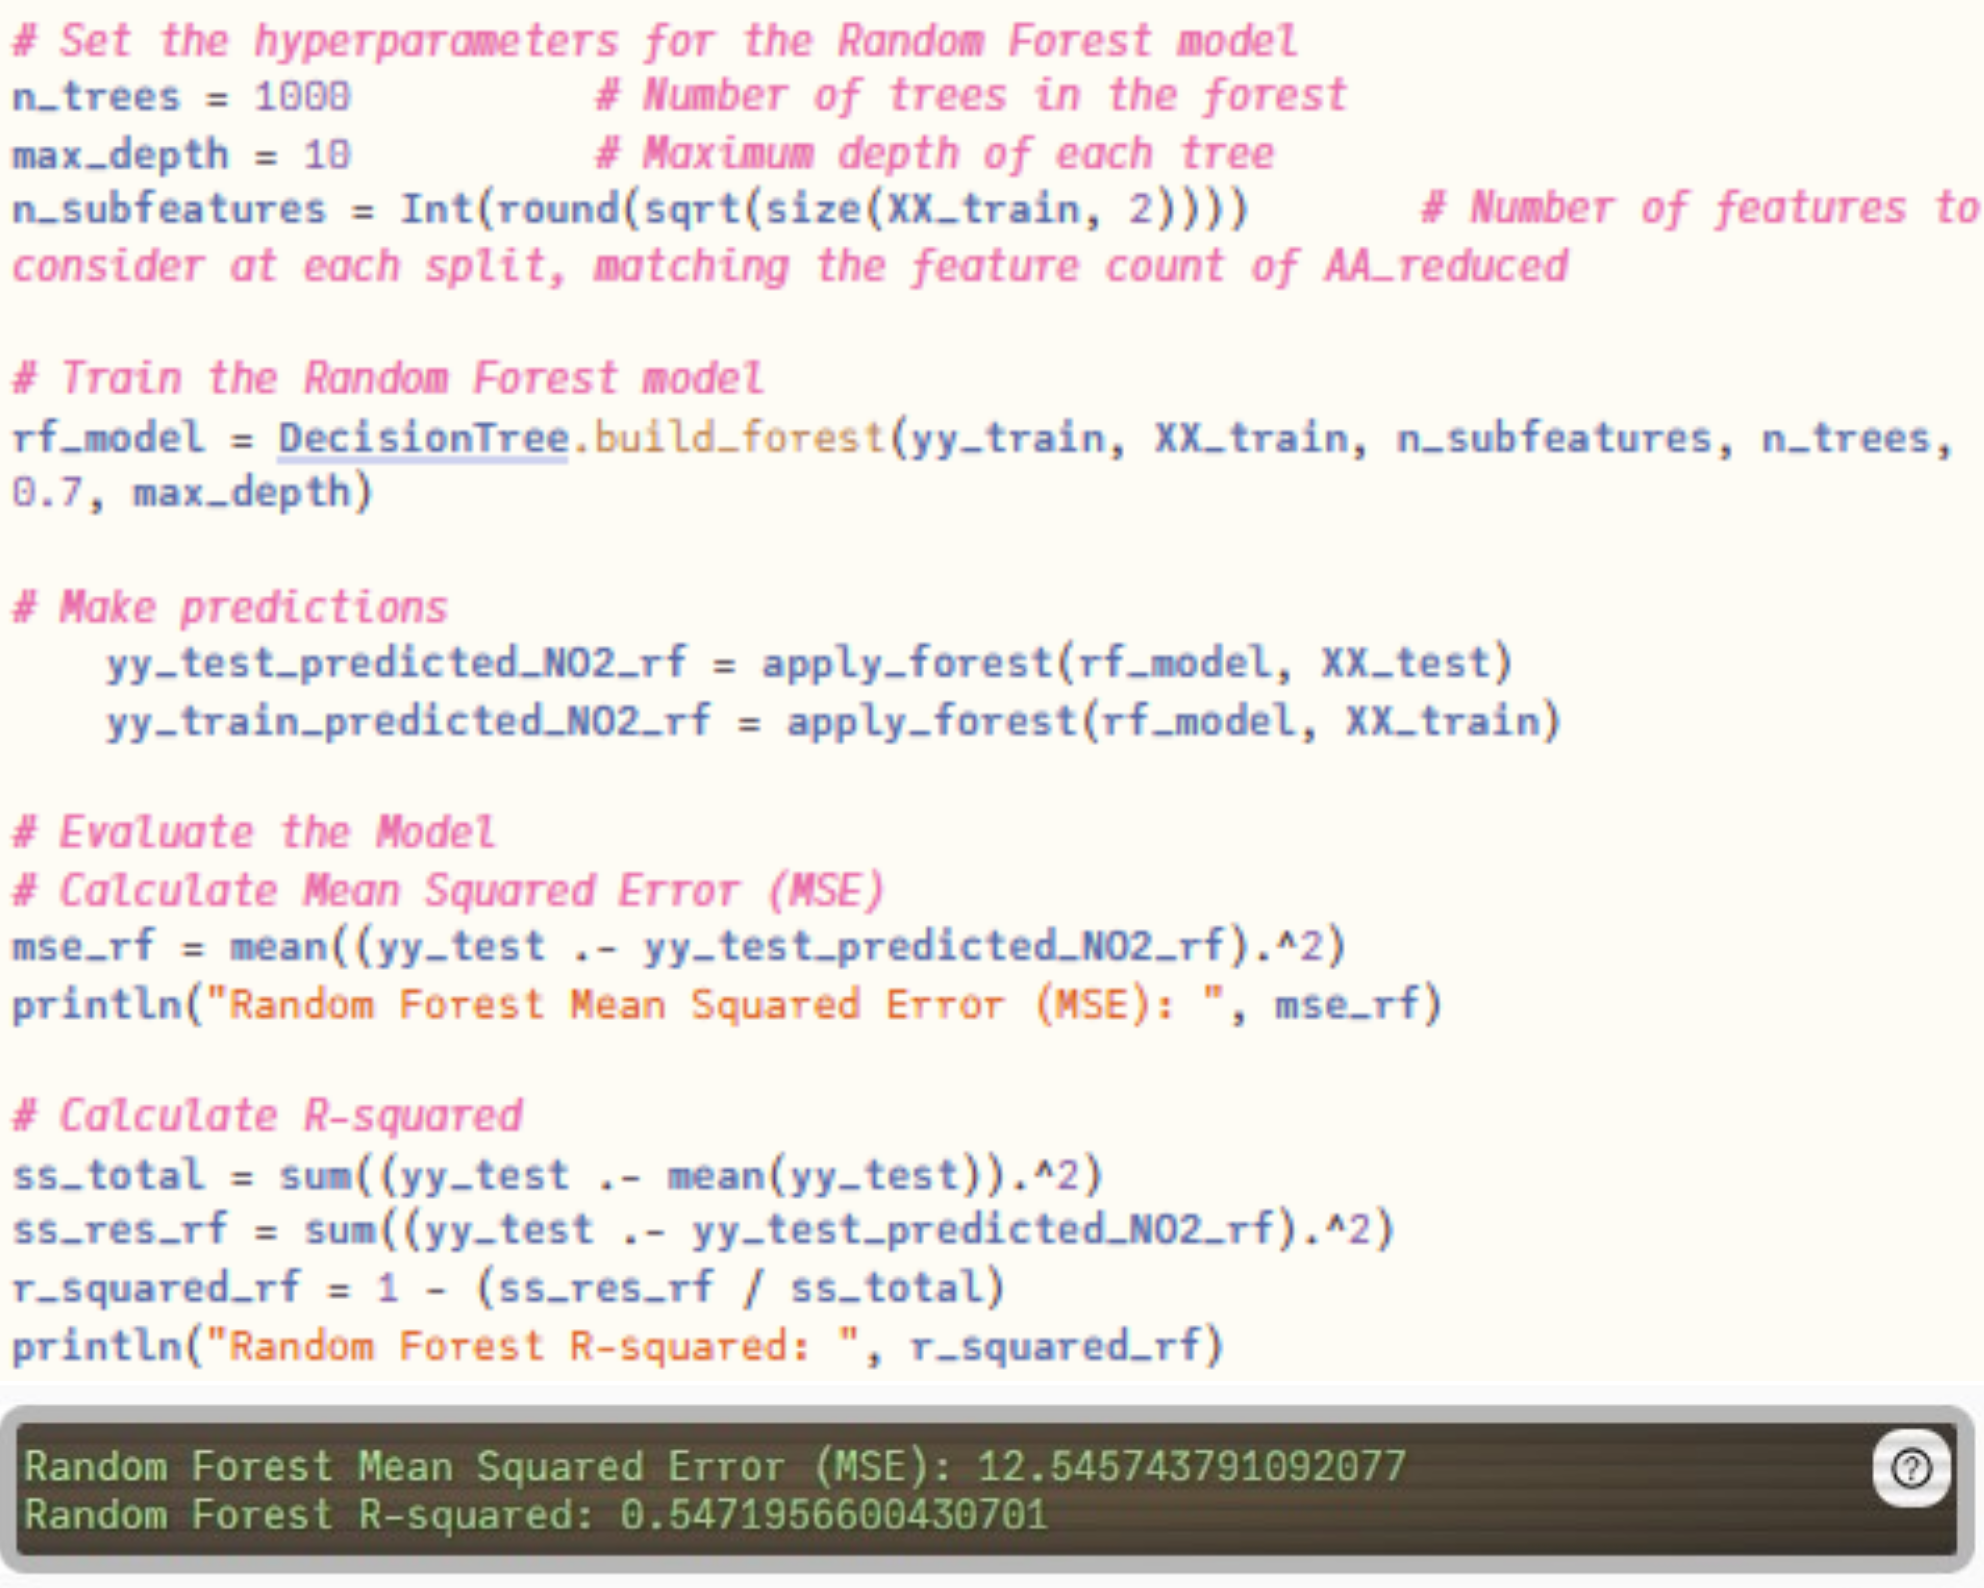 # Set the hyperparameters for the Random Forest model
n_trees = 1000          # Number of trees in the forest
max_depth = 10          # Maximum depth of each tree
n_subfeatures = Int(round(sqrt(size(XX_train, 2))))       # Number of features to
consider at each split, matching the feature count of AA_reduced
# Train the Random Forest model
rf_model = DecisionTree.build_forest(yy_train, XX_train, n_subfeatures, n_trees,
0.7, max_depth)
# Make predictions
    yy_test_predicted_NO2_rf = apply_forest(rf_model, XX_test)
    yy_train_predicted_NO2_rf = apply_forest(rf_model, XX_train)
# Evaluate the Model
# Calculate Mean Squared Error (MSE)
mse_rf = mean((yy_test .- yy_test_predicted_NO2_rf).^2)
println("Random Forest Mean Squared Error (MSE): ", mse_rf)
# Calculate R-squared
ss_total = sum((yy_test .- mean(yy_test)).^2)
ss_res_rf = sum((yy_test .- yy_test_predicted_NO2_rf).^2)
r_squared_rf = 1 - (ss_res_rf / ss_total)
println("Random Forest R-squared: ", r_squared_rf)
Random Forest Mean Squared Error (MSE): 12.545743791092077
Random Forest R-squared: 0.5471956600430701